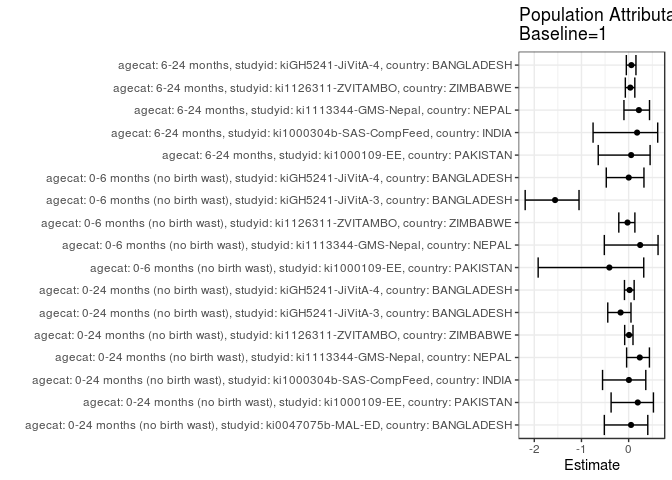 Population Attributa
Baseline=1
agecat: 6-24 months, studyid: kiGH5241-JiVitA-4, country: BANGLADESH
agecat: 6-24 months, studyid: ki1126311-ZVITAMBO, country: ZIMBABWE
agecat: 6-24 months, studyid: ki1113344-GMS-Nepal, country: NEPAL
agecat: 6-24 months, studyid: ki1000304b-SAS-CompFeed, country: INDIA
agecat: 6-24 months, studyid: ki1000109-EE, country: PAKISTAN
agecat: 0-6 months (no birth wast), studyid: kiGH5241-JiVitA-4, country: BANGLADESH
agecat: 0-6 months (no birth wast), studyid: kiGH5241-JiVitA-3, country: BANGLADESH
agecat: 0-6 months (no birth wast), studyid: ki1126311-ZVITAMBO, country: ZIMBABWE
agecat: 0-6 months (no birth wast), studyid: ki1113344-GMS-Nepal, country: NEPAL
agecat: 0-6 months (no birth wast), studyid: ki1000109-EE, country: PAKISTAN
agecat: 0-24 months (no birth wast), studyid: kiGH5241-JiVitA-4, country: BANGLADESH
agecat: 0-24 months (no birth wast), studyid: kiGH5241-JiVitA-3, country: BANGLADESH
agecat: 0-24 months (no birth wast), studyid: ki1126311-ZVITAMBO, country: ZIMBABWE
agecat: 0-24 months (no birth wast), studyid: ki1113344-GMS-Nepal, country: NEPAL
agecat: 0-24 months (no birth wast), studyid: ki1000304b-SAS-CompFeed, country: INDIA
agecat: 0-24 months (no birth wast), studyid: ki1000109-EE, country: PAKISTAN
agecat: 0-24 months (no birth wast), studyid: ki0047075b-MAL-ED, country: BANGLADESH
-2 -1 0
Estimate